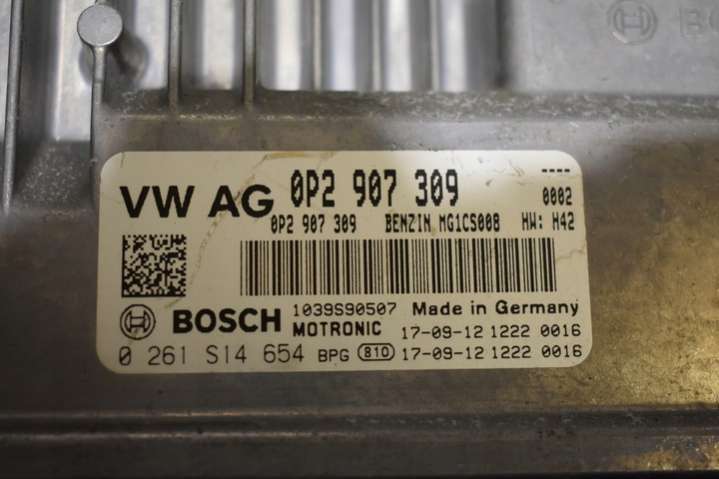 VW AG 0P2 907 309 0002
0P2 907 309 BENZIN MG1CS008 HW: H42
BOSCH 1039S90507 Made in Germany
MOTRONIC 17-09-12 1222 0016
0 261 S14 654 BPG 810 17-09-12 1222 0016